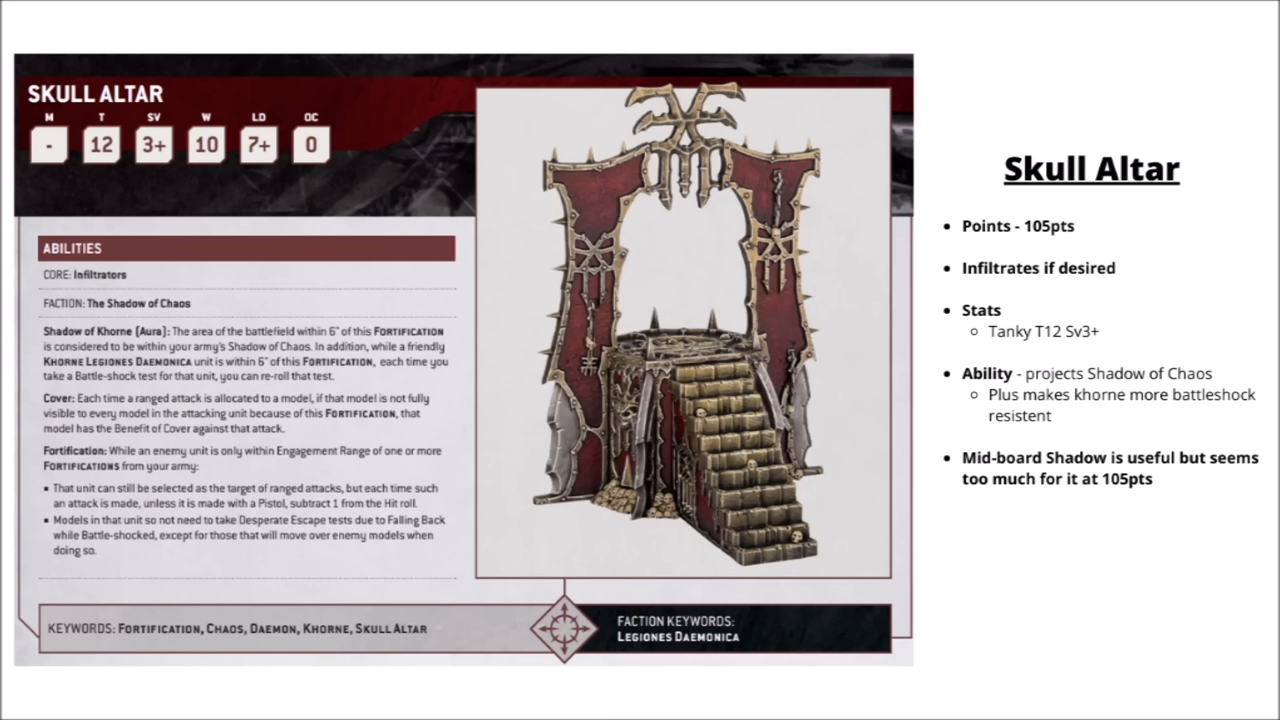 SKULL ALTAR
M T SV W LD OC
- 12 3+ 10 7+ 0
ABILITIES
CORE: Infiltrators
FACTION: The Shadow of Chaos
Shadow of Khorne (Aura): The area of the battlefield within 6" of this FORTIFICATION
is considered to be within your army's Shadow of Chaos. In addition, while a friendly
KHORNE LEGIONES DAEMONICA unit is within 6" of this FORTIFICATION, each time you
take a Battle-shock test for that unit, you can re-roll that test.
Cover: Each time a ranged attack is allocated to a model, if that model is not fully
visible to every model in the attacking unit because of this FORTIFICATION, that
model has the Benefit of Cover against that attack.
Fortification: While an enemy unit is only within Engagement Range of one or more
FORTIFICATIONS from your army:
▪ That unit can still be selected as the target of ranged attacks, but each time such
an attack is made, unless it is made with a Pistol, subtract 1 from the Hit roll.
▪ Models in that unit so not need to take Desperate Escape tests due to Falling Back
while Battle-shocked, except for those that will move over enemy models when
doing so.
KEYWORDS: FORTIFICATION, CHAOS, DAEMON, KHORNE, SKULL ALTAR
FACTION KEYWORDS:
LEGIONES DAEMONICA
Skull Altar
• Points - 105pts
• Infiltrates if desired
• Stats
○ Tanky T12 Sv3+
• Ability - projects Shadow of Chaos
○ Plus makes khorne more battleshock
resistent
• Mid-board Shadow is useful but seems
too much for it at 105pts